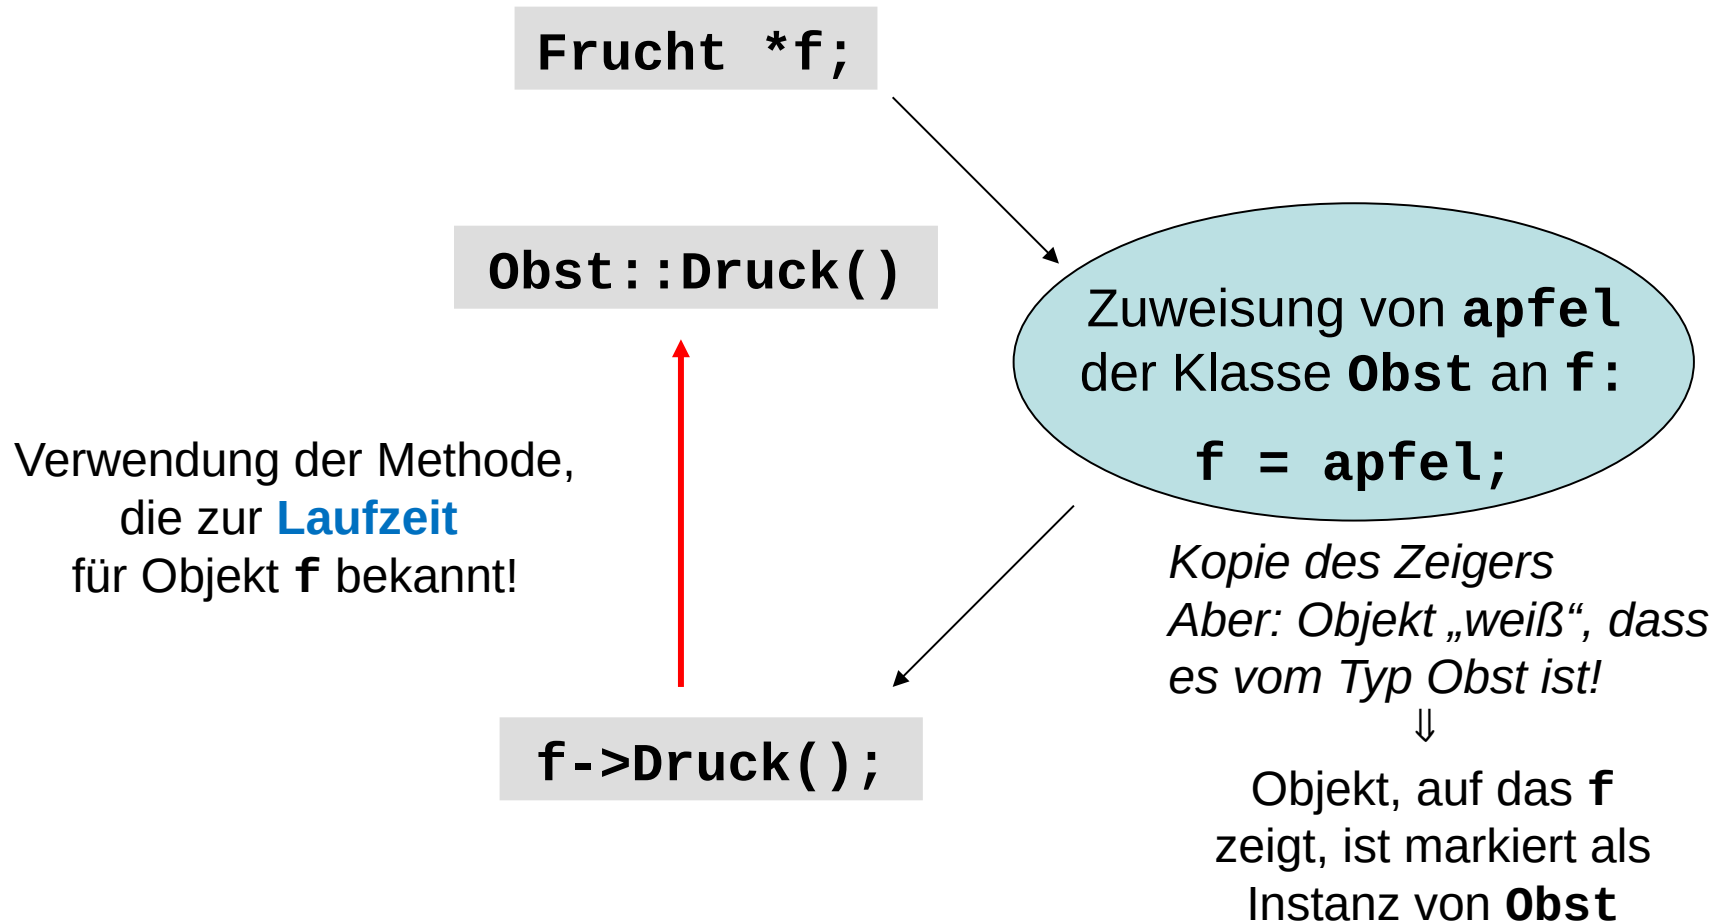 Frucht *f;
Obst::Druck()
Zuweisung von apfel
der Klasse Obst an f:
f = apfel;
Verwendung der Methode,
die zur Laufzeit
für Objekt f bekannt!
Kopie des Zeigers
Aber: Objekt „weiß“, dass
es vom Typ Obst ist!
⇓
f->Druck();
Objekt, auf das f
zeigt, ist markiert als
Instanz von Obst